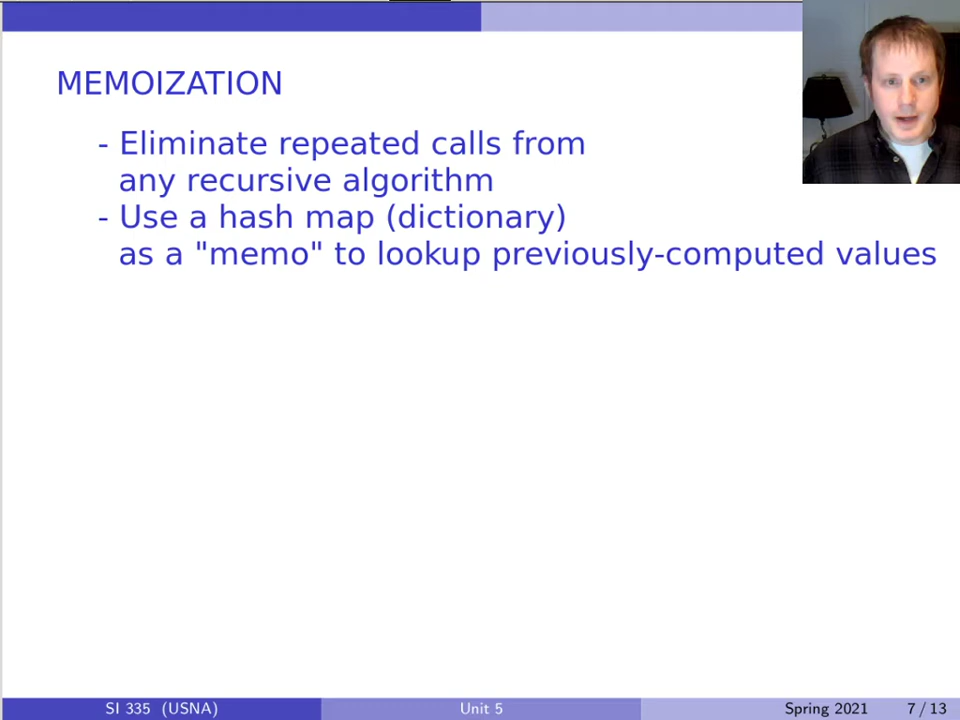 MEMOIZATION
- Eliminate repeated calls from
any recursive algorithm
- Use a hash map (dictionary)
as a "memo" to lookup previously-computed values
SI 335 (USNA)
Unit 5
Spring 2021
7 / 13